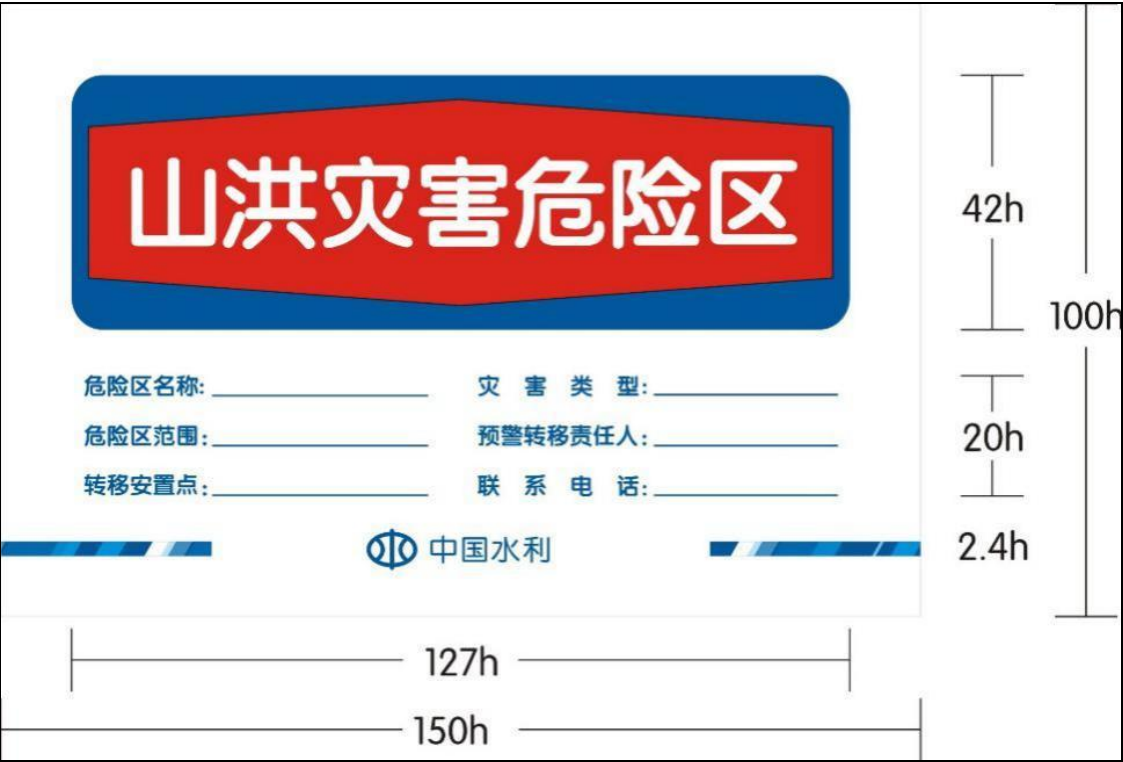 山洪灾害危险区
42h
100h
危险区名称:
灾 害 类 型:
危险区范围:
预警转移责任人:
20h
转移安置点:
联 系 电 话:
中国水利
2.4h
127h
150h